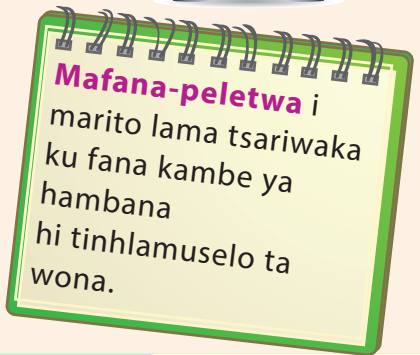 Mafana-peletwa i
marito lama tsariwaka
ku fana kambe ya
hambana
hi tinhlamuselo ta
wona.